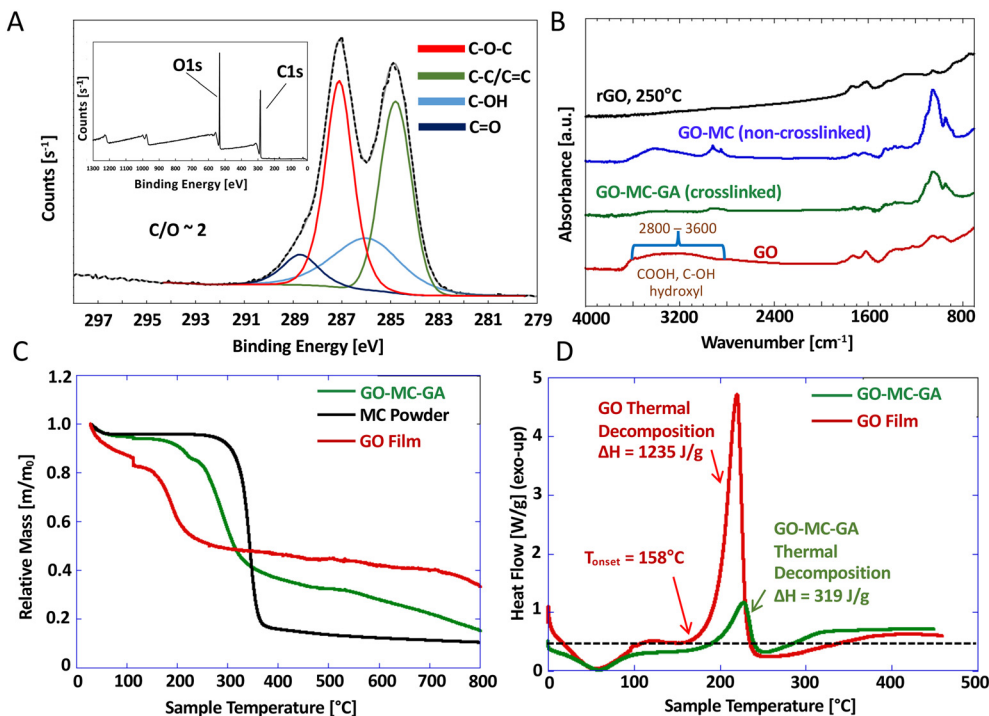 A
O1s
C1s
Counts [s⁻¹]
1300 1200 1100 1000 900 800 700 600 500 400 300 200 100 0
Binding Energy [eV]
C-O-C
C-C/C=C
C-OH
C=O
C/O ~ 2
Counts [s⁻¹]
297 295 293 291 289 287 285 283 281 279
Binding Energy [eV]
B
rGO, 250°C
GO-MC (non-crosslinked)
GO-MC-GA (crosslinked)
2800 – 3600
GO
COOH, C-OH
hydroxyl
Absorbance [a.u.]
4000 3200 2400 1600 800
Wavenumber [cm⁻¹]
C
GO-MC-GA
MC Powder
GO Film
Relative Mass [m/m₀]
1.2
1.0
0.8
0.6
0.4
0.2
0
0 100 200 300 400 500 600 700 800
Sample Temperature [°C]
D
GO-MC-GA
GO Film
GO Thermal
Decomposition
ΔH = 1235 J/g
Tonset = 158°C
GO-MC-GA
Thermal
Decomposition
ΔH = 319 J/g
Heat Flow [W/g] (exo-up)
5
4
3
2
1
0
0 100 200 300 400 500
Sample Temperature [°C]